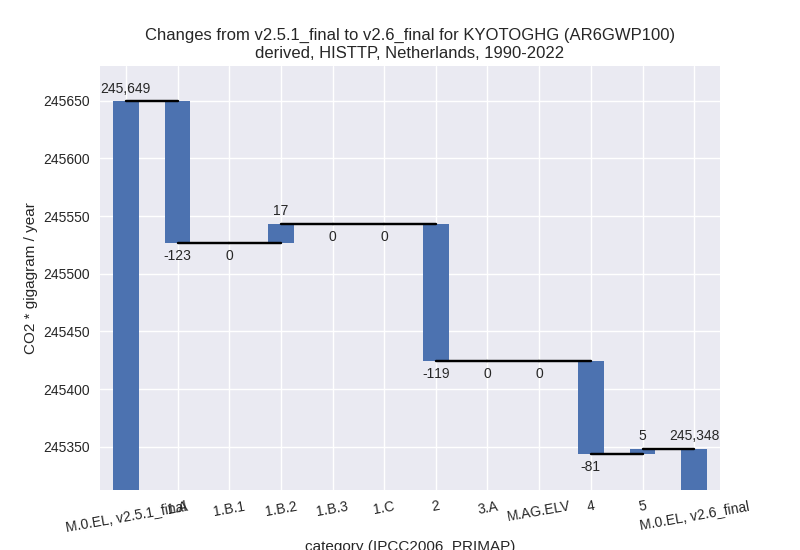 Changes from v2.5.1_final to v2.6_final for KYOTOGHG (AR6GWP100)
derived, HISTTP, Netherlands, 1990-2022
CO2 * gigagram / year
245650
245600
245550
245500
245450
245400
245350
245,649
-123
0
17
0
0
-119
0
0
-81
5
245,348
M.0.EL, v2.5.1_final
1.A
1.B.1
1.B.2
1.B.3
1.C
2
3.A
M.AG.ELV
4
5
M.0.EL, v2.6_final
category (IPCC2006_PRIMAP)